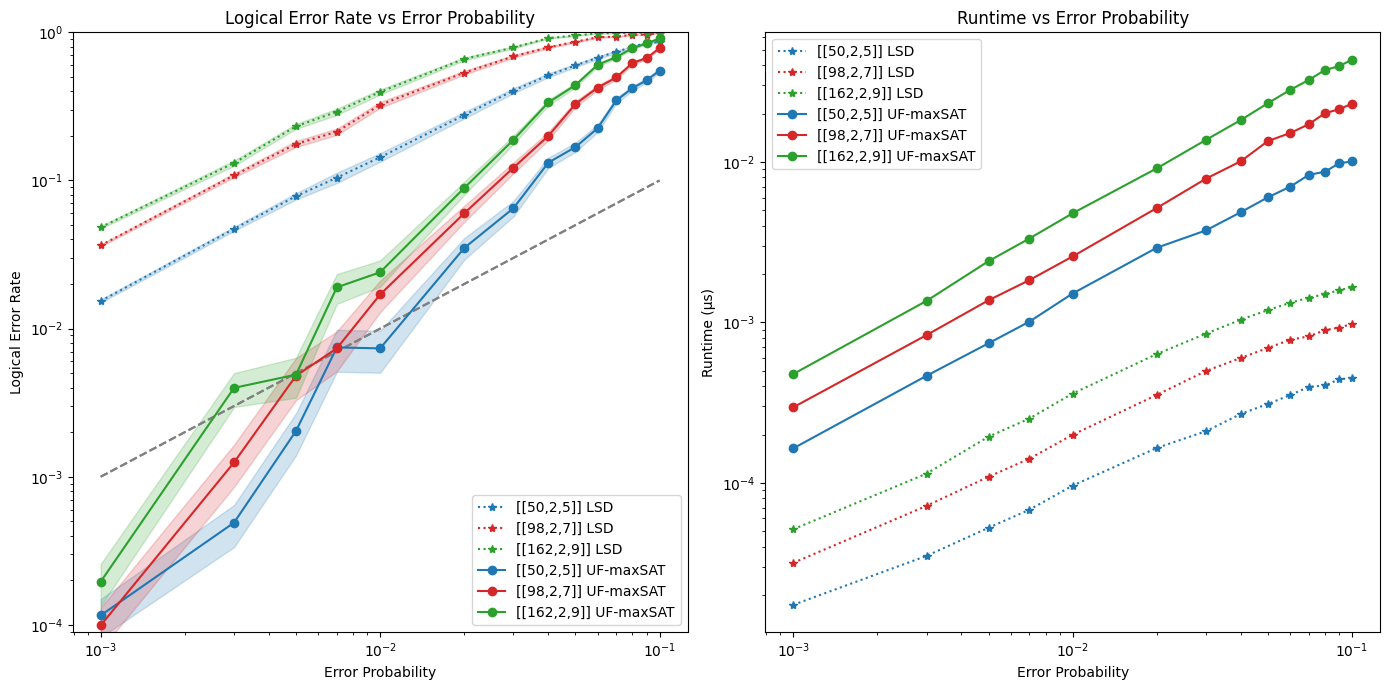 Logical Error Rate vs Error Probability
Logical Error Rate
10⁰
10⁻¹
10⁻²
10⁻³
10⁻⁴
[[50,2,5]] LSD
[[98,2,7]] LSD
[[162,2,9]] LSD
[[50,2,5]] UF-maxSAT
[[98,2,7]] UF-maxSAT
[[162,2,9]] UF-maxSAT
10⁻³
10⁻²
10⁻¹
Error Probability
Runtime vs Error Probability
Runtime (μs)
[[50,2,5]] LSD
[[98,2,7]] LSD
[[162,2,9]] LSD
[[50,2,5]] UF-maxSAT
[[98,2,7]] UF-maxSAT
[[162,2,9]] UF-maxSAT
10⁻²
10⁻³
10⁻⁴
10⁻³
10⁻²
10⁻¹
Error Probability